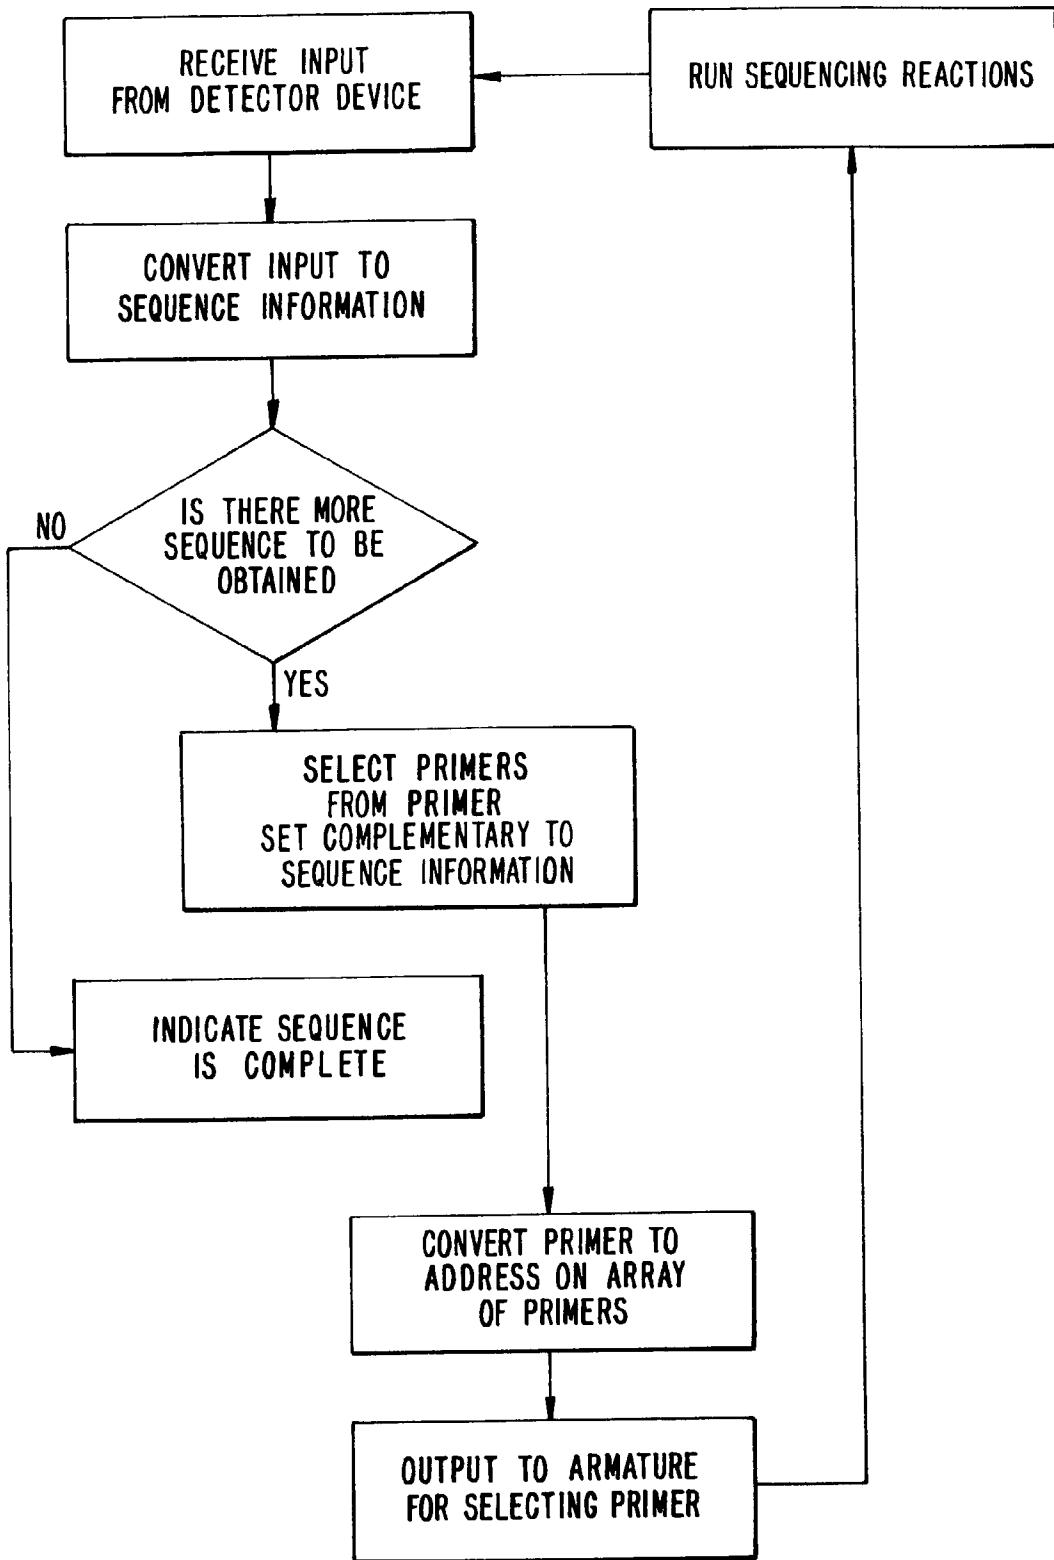 RECEIVE INPUT
FROM DETECTOR DEVICE
RUN SEQUENCING REACTIONS
CONVERT INPUT TO
SEQUENCE INFORMATION
IS THERE MORE
SEQUENCE TO BE
OBTAINED
NO
YES
SELECT PRIMERS
FROM PRIMER
SET COMPLEMENTARY TO
SEQUENCE INFORMATION
INDICATE SEQUENCE
IS COMPLETE
CONVERT PRIMER TO
ADDRESS ON ARRAY
OF PRIMERS
OUTPUT TO ARMATURE
FOR SELECTING PRIMER